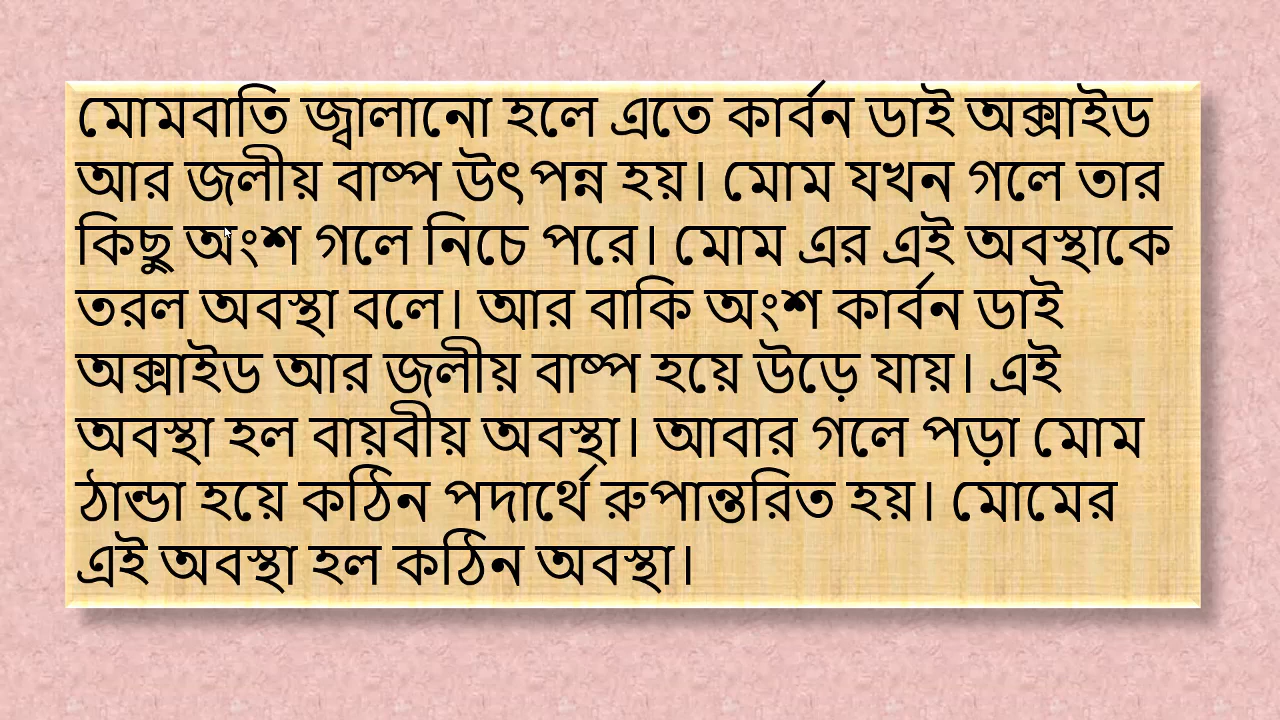 মোমবাতি জ্বালানো হলে এতে কার্বন ডাই অক্সাইড
আর জলীয় বাষ্প উৎপন্ন হয়। মোম যখন গলে তার
কিছু অংশ গলে নিচে পরে। মোম এর এই অবস্থাকে
তরল অবস্থা বলে। আর বাকি অংশ কার্বন ডাই
অক্সাইড আর জলীয় বাষ্প হয়ে উড়ে যায়। এই
অবস্থা হল বায়বীয় অবস্থা। আবার গলে পড়া মোম
ঠান্ডা হয়ে কঠিন পদার্থে রুপান্তরিত হয়। মোমের
এই অবস্থা হল কঠিন অবস্থা।